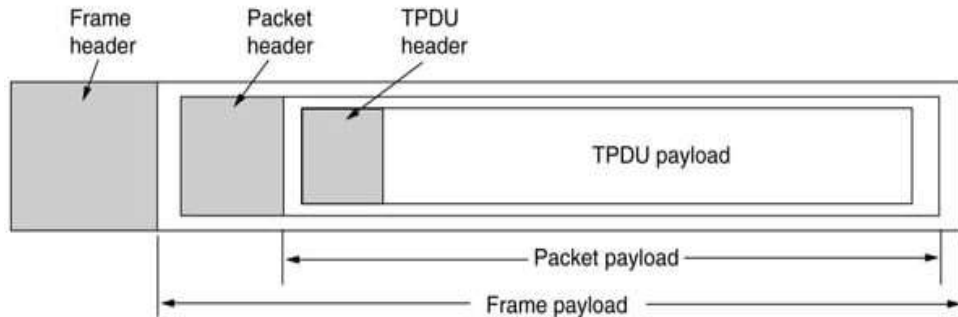 Frame
header
Packet
header
TPDU
header
TPDU payload
Packet payload
Frame payload